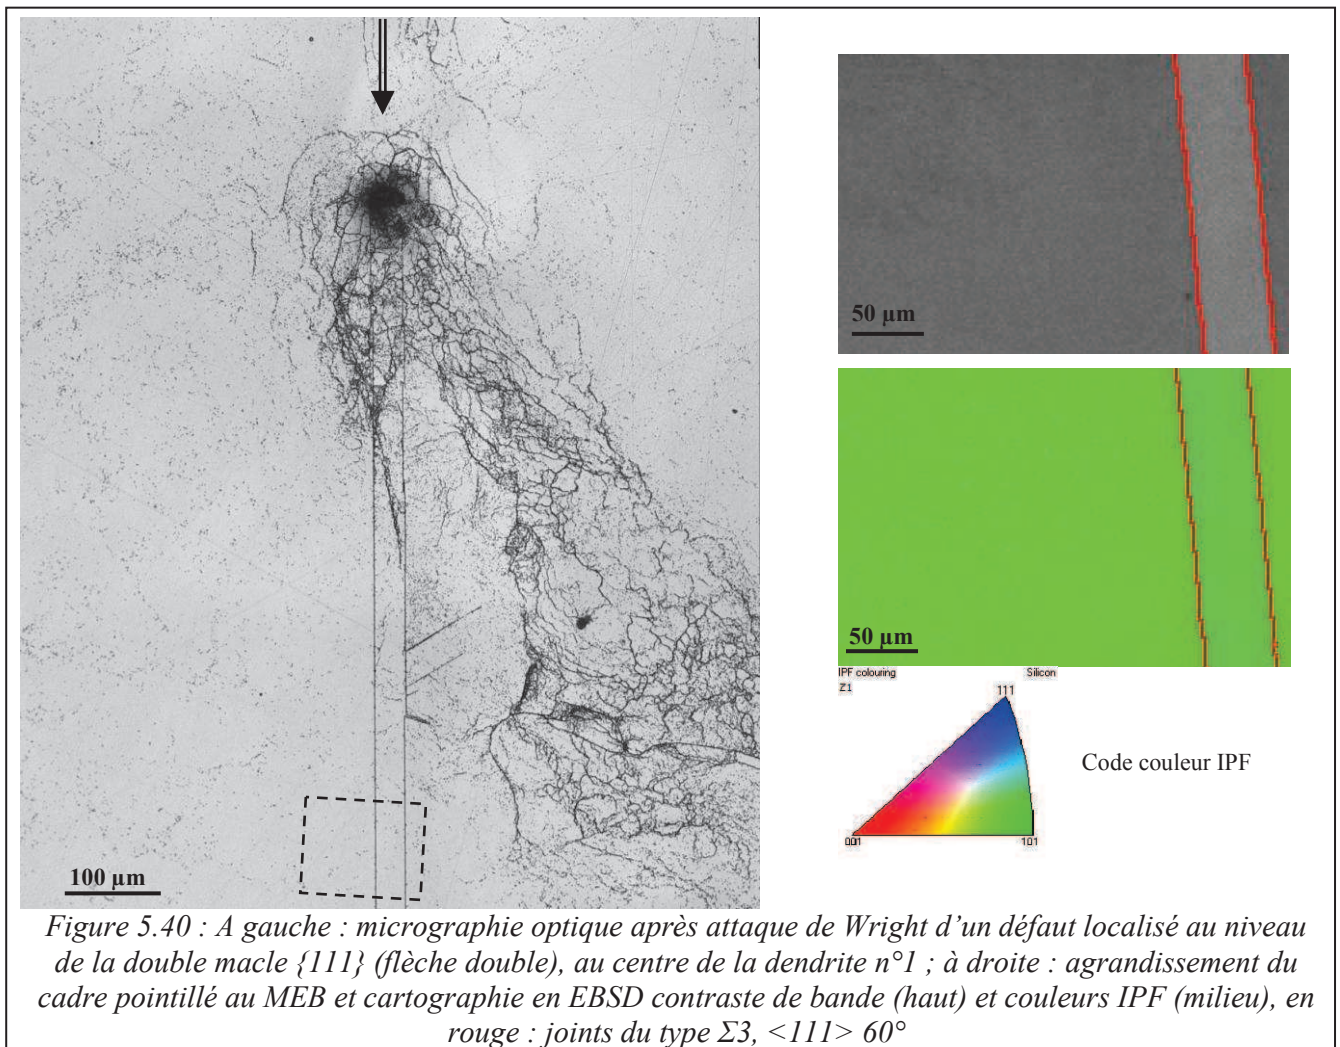 100 µm
50 µm
50 µm
IPF colouring Silicon
Z1
111
001 101
Code couleur IPF
Figure 5.40 : A gauche : micrographie optique après attaque de Wright d’un défaut localisé au niveau
de la double macle {111} (flèche double), au centre de la dendrite n°1 ; à droite : agrandissement du
cadre pointillé au MEB et cartographie en EBSD contraste de bande (haut) et couleurs IPF (milieu), en
rouge : joints du type Σ3, <111> 60°